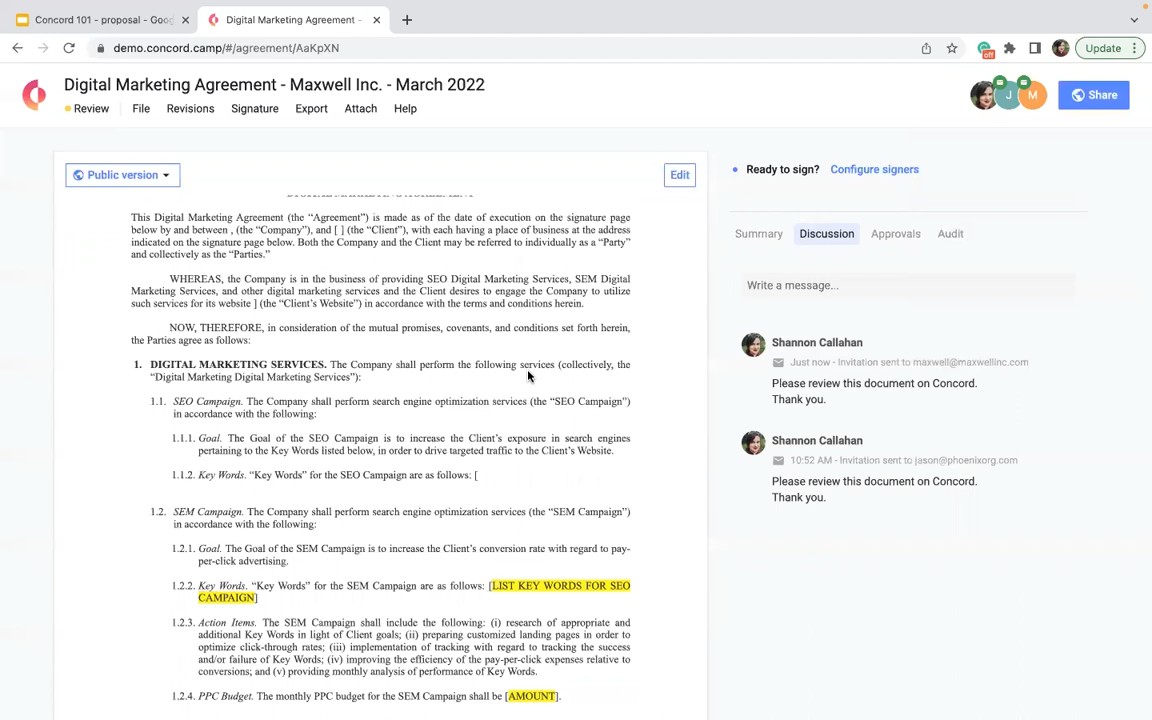 Concord 101 - proposal - Goo
Digital Marketing Agreement -
demo.concord.camp/#/agreement/AaKpXN
off
Update
Digital Marketing Agreement - Maxwell Inc. - March 2022
Review File Revisions Signature Export Attach Help
J M
Share
Public version
Edit
DIGITAL MARKETING AGREEMENT
This Digital Marketing Agreement (the “Agreement”) is made as of the date of execution on the signature page
below by and between , (the “Company”), and [ ] (the “Client”), with each having a place of business at the address
indicated on the signature page below. Both the Company and the Client may be referred to individually as a “Party”
and collectively as the “Parties.”
WHEREAS, the Company is in the business of providing SEO Digital Marketing Services, SEM Digital
Marketing Services, and other digital marketing services and the Client desires to engage the Company to utilize
such services for its website ] (the “Client’s Website”) in accordance with the terms and conditions herein.
NOW, THEREFORE, in consideration of the mutual promises, covenants, and conditions set forth herein,
the Parties agree as follows:
1. DIGITAL MARKETING SERVICES. The Company shall perform the following services (collectively, the
“Digital Marketing Digital Marketing Services”):
1.1. SEO Campaign. The Company shall perform search engine optimization services (the “SEO Campaign”)
in accordance with the following:
1.1.1. Goal. The Goal of the SEO Campaign is to increase the Client’s exposure in search engines
pertaining to the Key Words listed below, in order to drive targeted traffic to the Client’s Website.
1.1.2. Key Words. “Key Words” for the SEO Campaign are as follows: [
1.2. SEM Campaign. The Company shall perform search engine optimization services (the “SEM Campaign”)
in accordance with the following:
1.2.1. Goal. The Goal of the SEM Campaign is to increase the Client’s conversion rate with regard to pay-
per-click advertising.
1.2.2. Key Words. “Key Words” for the SEM Campaign are as follows: [LIST KEY WORDS FOR SEO
CAMPAIGN]
1.2.3. Action Items. The SEM Campaign shall include the following: (i) research of appropriate and
additional Key Words in light of Client goals; (ii) preparing customized landing pages in order to
optimize click-through rates; (iii) implementation of tracking with regard to tracking the success
and/or failure of Key Words; (iv) improving the efficiency of the pay-per-click expenses relative to
conversions; and (v) providing monthly analysis of performance of Key Words.
1.2.4. PPC Budget. The monthly PPC budget for the SEM Campaign shall be [AMOUNT].
Ready to sign? Configure signers
Summary Discussion Approvals Audit
Write a message...
Shannon Callahan
Just now - Invitation sent to maxwell@maxwellinc.com
Please review this document on Concord.
Thank you.
Shannon Callahan
10:52 AM - Invitation sent to jason@phoenixorg.com
Please review this document on Concord.
Thank you.